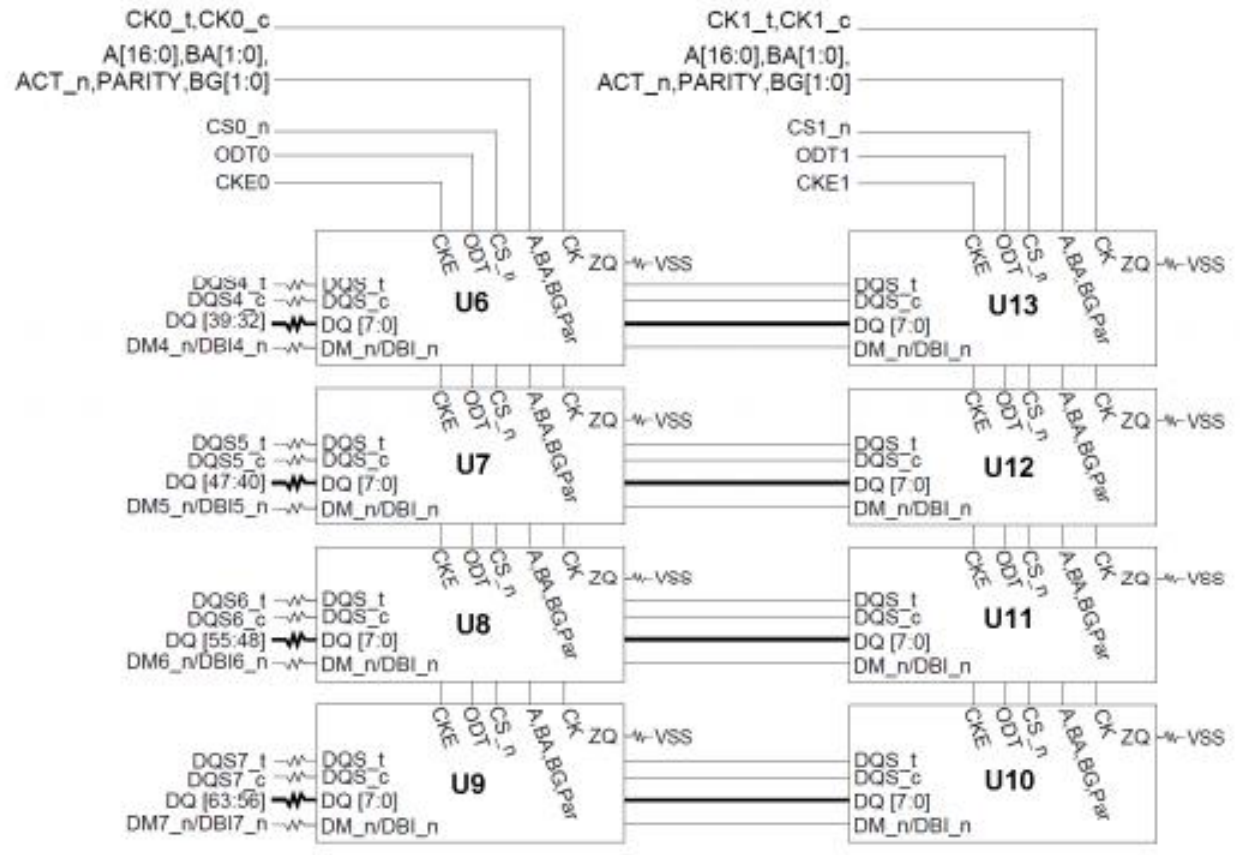 CK0_t,CK0_c
A[16:0],BA[1:0],
ACT_n,PARITY,BG[1:0]
CS0_n
ODT0
CKE0
CK1_t,CK1_c
A[16:0],BA[1:0],
ACT_n,PARITY,BG[1:0]
CS1_n
ODT1
CKE1
CKE ODT CS_n A,BA,BG,Par CK ZQ VSS
DQS4_t DQS_t
DQS4_c DQS_c
U6
DQ [39:32] DQ [7:0]
DM4_n/DBI4_n DM_n/DBI_n
CKE ODT CS_n A,BA,BG,Par CK ZQ VSS
DQS_t
DQS_c
U13
DQ [7:0]
DM_n/DBI_n
CKE ODT CS_n A,BA,BG,Par CK ZQ VSS
DQS5_t DQS_t
DQS5_c DQS_c
U7
DQ [47:40] DQ [7:0]
DM5_n/DBI5_n DM_n/DBI_n
CKE ODT CS_n A,BA,BG,Par CK ZQ VSS
DQS_t
DQS_c
U12
DQ [7:0]
DM_n/DBI_n
CKE ODT CS_n A,BA,BG,Par CK ZQ VSS
DQS6_t DQS_t
DQS6_c DQS_c
U8
DQ [55:48] DQ [7:0]
DM6_n/DBI6_n DM_n/DBI_n
CKE ODT CS_n A,BA,BG,Par CK ZQ VSS
DQS_t
DQS_c
U11
DQ [7:0]
DM_n/DBI_n
CKE ODT CS_n A,BA,BG,Par CK ZQ VSS
DQS7_t DQS_t
DQS7_c DQS_c
U9
DQ [63:56] DQ [7:0]
DM7_n/DBI7_n DM_n/DBI_n
CKE ODT CS_n A,BA,BG,Par CK ZQ VSS
DQS_t
DQS_c
U10
DQ [7:0]
DM_n/DBI_n